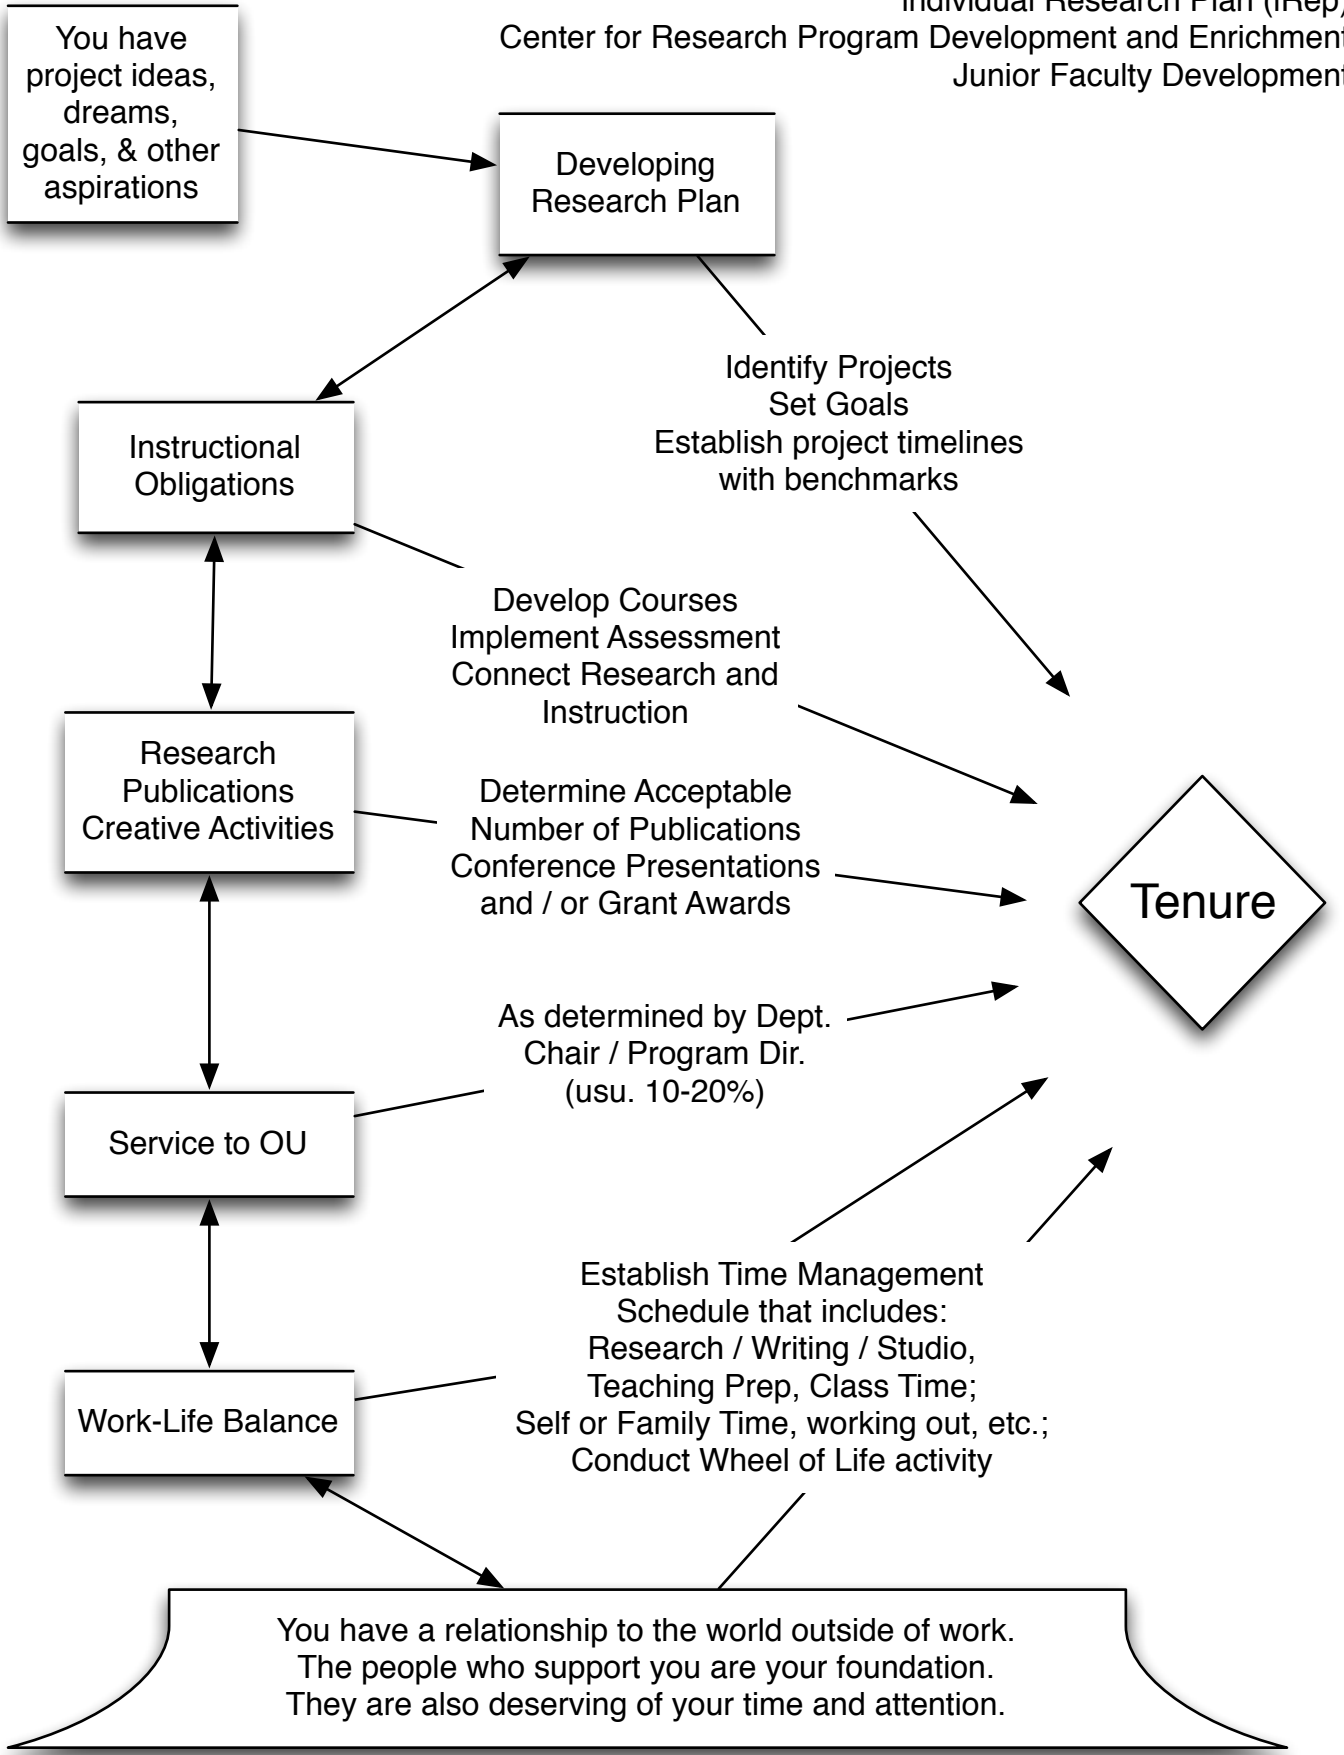 Individual Research Plan (iRep)
Center for Research Program Development and Enrichment
Junior Faculty Development
You have
project ideas,
dreams,
goals, & other
aspirations
Developing
Research Plan
Identify Projects
Set Goals
Establish project timelines
with benchmarks
Instructional
Obligations
Develop Courses
Implement Assessment
Connect Research and
Instruction
Research
Publications
Creative Activities
Determine Acceptable
Number of Publications
Conference Presentations
and / or Grant Awards
Tenure
As determined by Dept.
Chair / Program Dir.
(usu. 10-20%)
Service to OU
Establish Time Management
Schedule that includes:
Research / Writing / Studio,
Teaching Prep, Class Time;
Self or Family Time, working out, etc.;
Conduct Wheel of Life activity
Work-Life Balance
You have a relationship to the world outside of work.
The people who support you are your foundation.
They are also deserving of your time and attention.